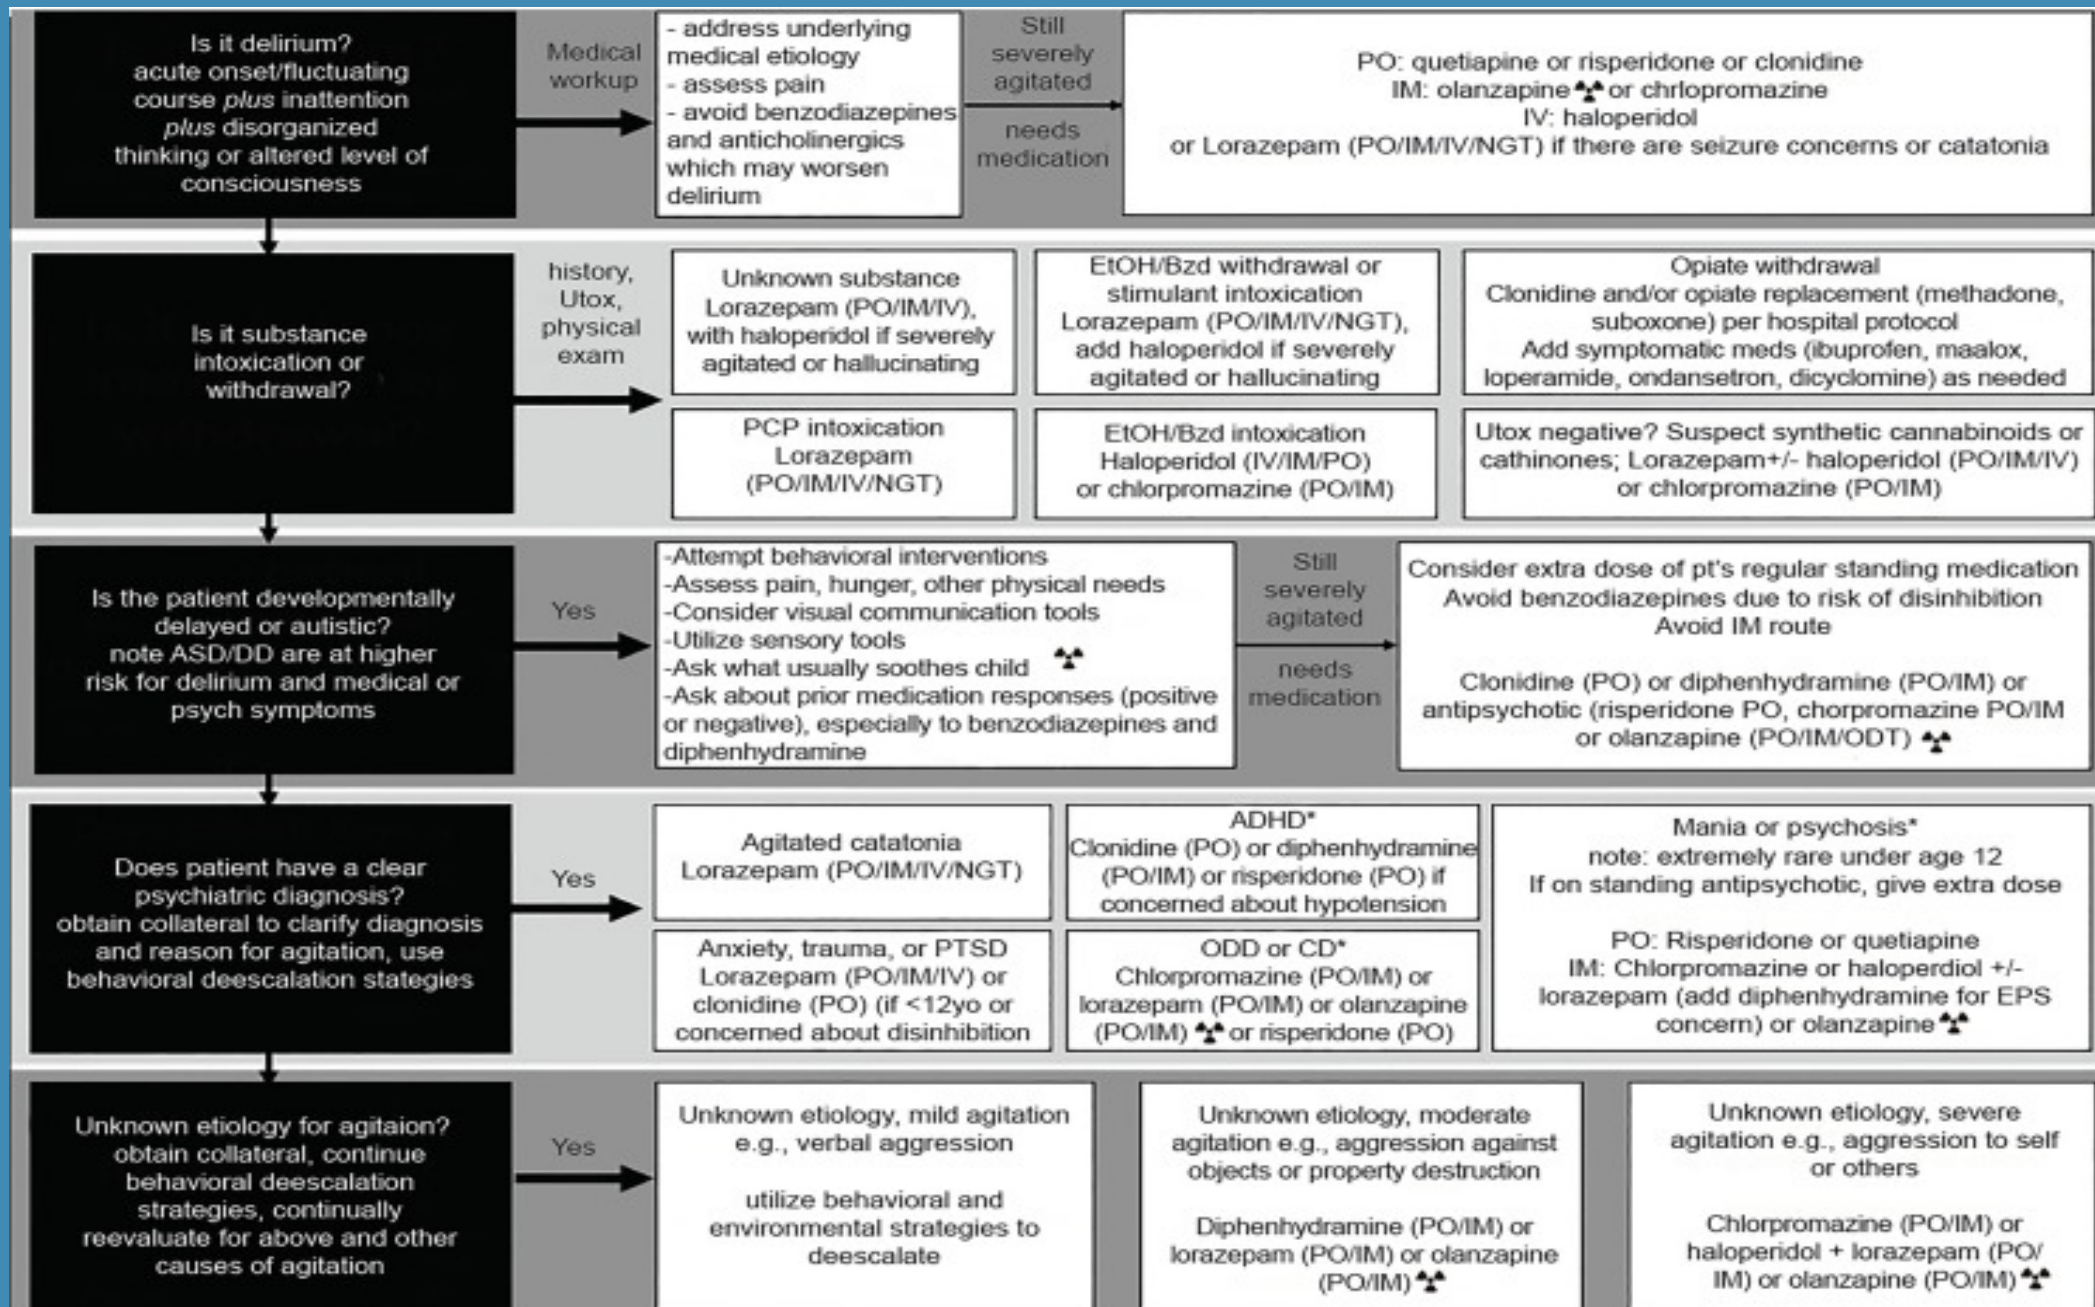 Is it delirium?
acute onset/fluctuating
course plus inattention
plus disorganized
thinking or altered level of
consciousness
Medical
workup
- address underlying
medical etiology
- assess pain
- avoid benzodiazepines
and anticholinergics
which may worsen
delirium
Still
severely
agitated
needs
medication
PO: quetiapine or risperidone or clonidine
IM: olanzapine or chrlopromazine
IV: haloperidol
or Lorazepam (PO/IM/IV/NGT) if there are seizure concerns or catatonia
Is it substance
intoxication or
withdrawal?
history,
Utox,
physical
exam
Unknown substance
Lorazepam (PO/IM/IV),
with haloperidol if severely
agitated or hallucinating
EtOH/Bzd withdrawal or
stimulant intoxication
Lorazepam (PO/IM/IV/NGT),
add haloperidol if severely
agitated or hallucinating
Opiate withdrawal
Clonidine and/or opiate replacement (methadone,
suboxone) per hospital protocol
Add symptomatic meds (ibuprofen, maalox,
loperamide, ondansetron, dicyclomine) as needed
PCP intoxication
Lorazepam
(PO/IM/IV/NGT)
EtOH/Bzd intoxication
Haloperidol (IV/IM/PO)
or chlorpromazine (PO/IM)
Utox negative? Suspect synthetic cannabinoids or
cathinones; Lorazepam+/- haloperidol (PO/IM/IV)
or chlorpromazine (PO/IM)
Is the patient developmentally
delayed or autistic?
note ASD/DD are at higher
risk for delirium and medical or
psych symptoms
Yes
-Attempt behavioral interventions
-Assess pain, hunger, other physical needs
-Consider visual communication tools
-Utilize sensory tools
-Ask what usually soothes child
-Ask about prior medication responses (positive
or negative), especially to benzodiazepines and
diphenhydramine
Still
severely
agitated
needs
medication
Consider extra dose of pt's regular standing medication
Avoid benzodiazepines due to risk of disinhibition
Avoid IM route
Clonidine (PO) or diphenhydramine (PO/IM) or
antipsychotic (risperidone PO, chorpromazine PO/IM
or olanzapine (PO/IM/ODT)
Does patient have a clear
psychiatric diagnosis?
obtain collateral to clarify diagnosis
and reason for agitation, use
behavioral deescalation stategies
Yes
Agitated catatonia
Lorazepam (PO/IM/IV/NGT)
ADHD*
Clonidine (PO) or diphenhydramine
(PO/IM) or risperidone (PO) if
concerned about hypotension
Mania or psychosis*
note: extremely rare under age 12
If on standing antipsychotic, give extra dose
PO: Risperidone or quetiapine
IM: Chlorpromazine or haloperdiol +/-
lorazepam (add diphenhydramine for EPS
concern) or olanzapine
Anxiety, trauma, or PTSD
Lorazepam (PO/IM/IV) or
clonidine (PO) (if <12yo or
concerned about disinhibition
ODD or CD*
Chlorpromazine (PO/IM) or
lorazepam (PO/IM) or olanzapine
(PO/IM) or risperidone (PO)
Unknown etiology for agitaion?
obtain collateral, continue
behavioral deescalation
strategies, continually
reevaluate for above and other
causes of agitation
Yes
Unknown etiology, mild agitation
e.g., verbal aggression
utilize behavioral and
environmental strategies to
deescalate
Unknown etiology, moderate
agitation e.g., aggression against
objects or property destruction
Diphenhydramine (PO/IM) or
lorazepam (PO/IM) or olanzapine
(PO/IM)
Unknown etiology, severe
agitation e.g., aggression to self
or others
Chlorpromazine (PO/IM) or
haloperidol + lorazepam (PO/
IM) or olanzapine (PO/IM)